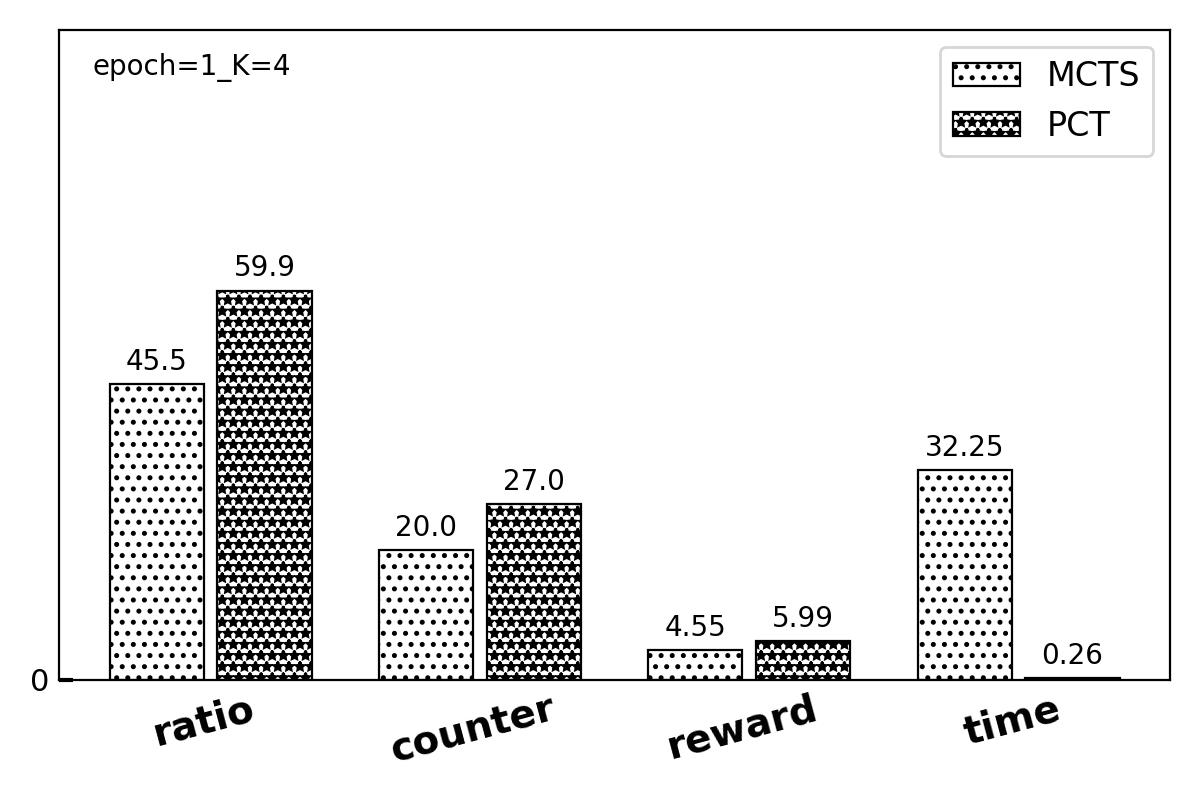 epoch=1_K=4
MCTS
PCT
59.9
45.5
27.0
20.0
4.55
5.99
32.25
0.26
0
ratio
counter
reward
time